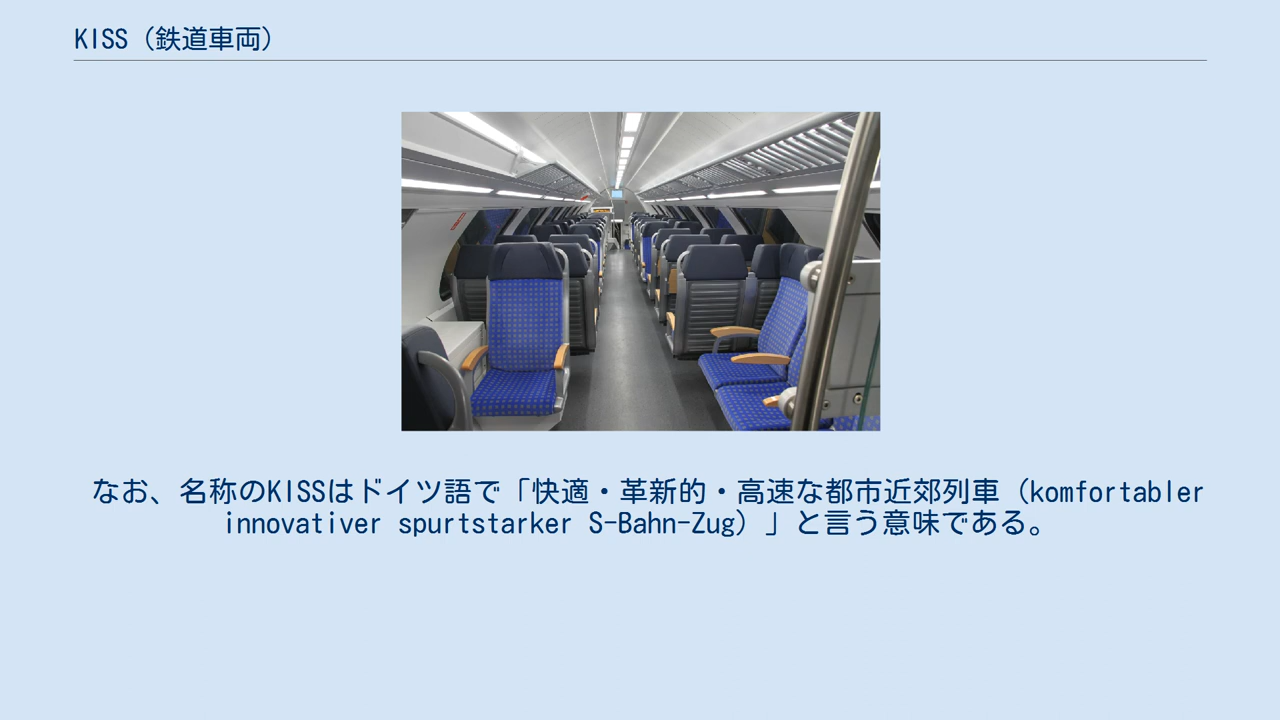 KISS（鉄道車両）
なお、名称のKISSはドイツ語で「快適・革新的・高速な都市近郊列車（komfortabler
innovativer spurtstarker S-Bahn-Zug）」と言う意味である。